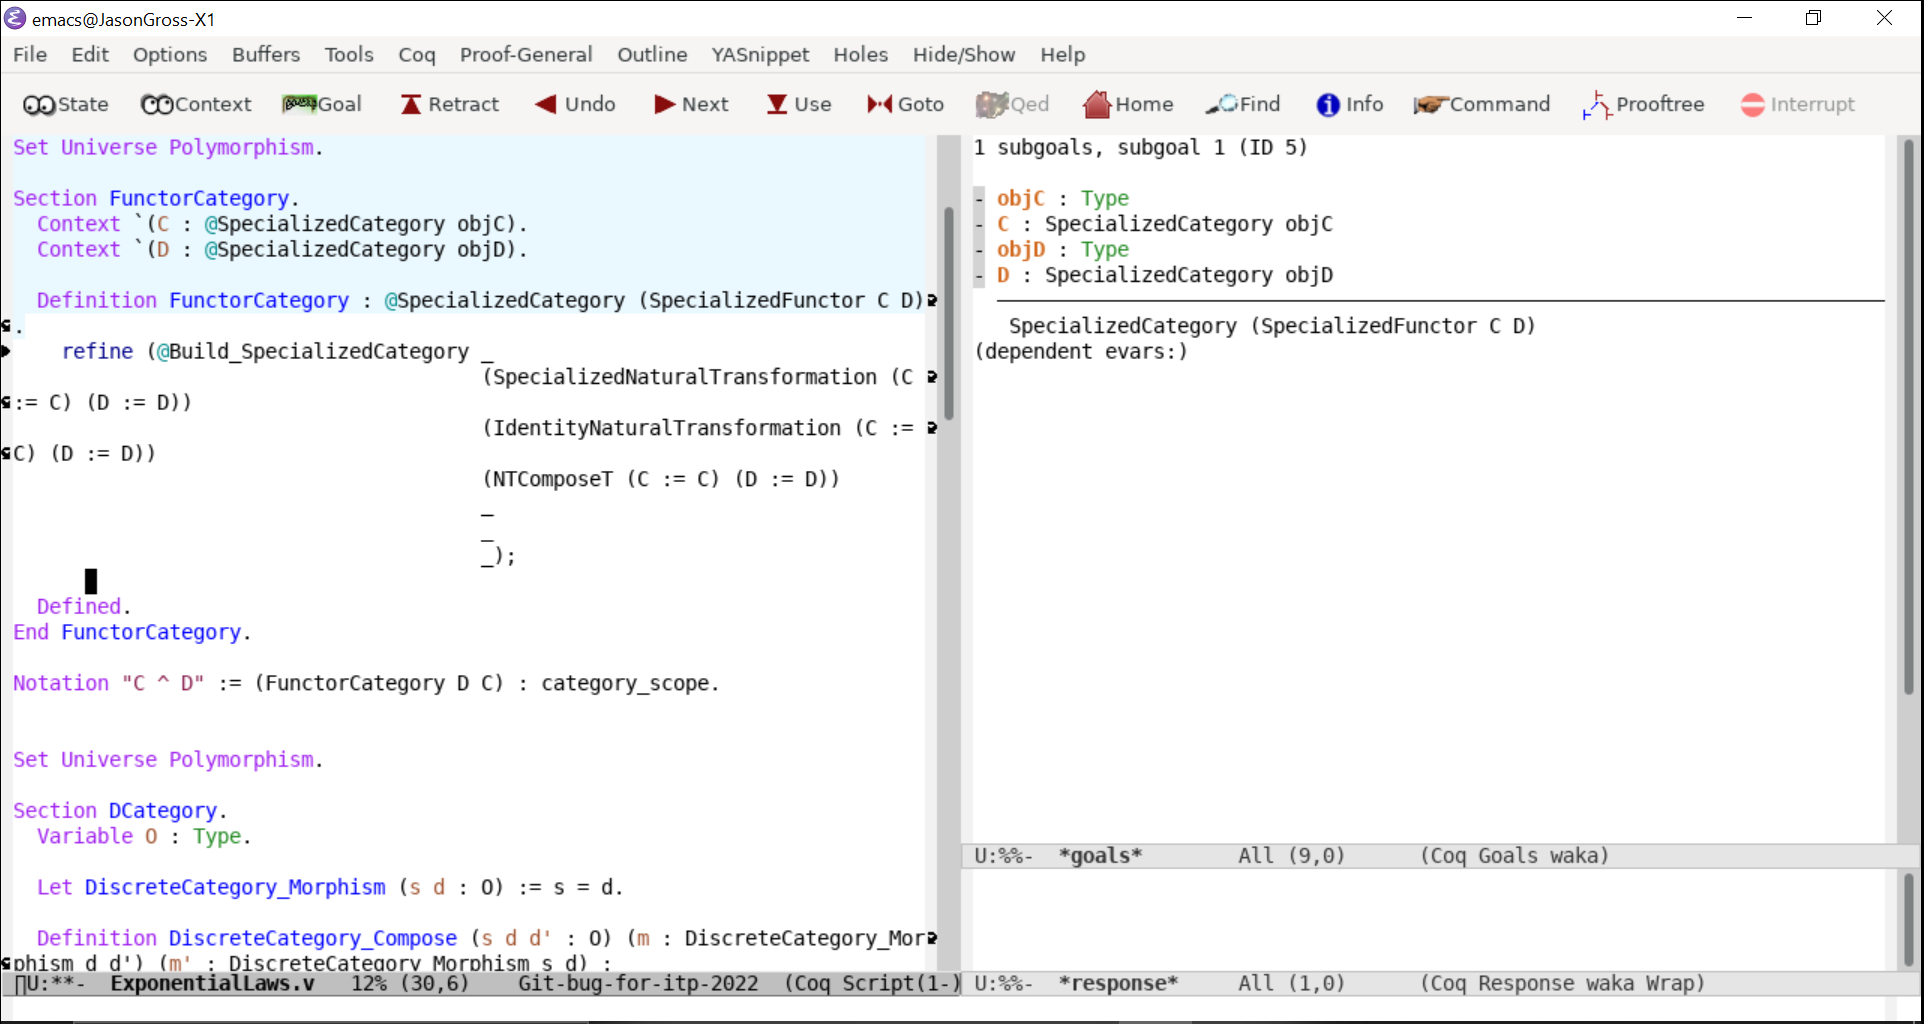 emacs@JasonGross-X1
File Edit Options Buffers Tools Coq Proof-General Outline YASnippet Holes Hide/Show Help
State Context Goal Retract Undo Next Use Goto Qed Home Find Info Command Prooftree Interrupt
Set Universe Polymorphism.
Section FunctorCategory.
Context `(C : @SpecializedCategory objC).
Context `(D : @SpecializedCategory objD).
Definition FunctorCategory : @SpecializedCategory (SpecializedFunctor C D)
.
refine (@Build_SpecializedCategory _
(SpecializedNaturalTransformation (C
:= C) (D := D))
(IdentityNaturalTransformation (C :=
C) (D := D))
(NTComposeT (C := C) (D := D))
_
_
_);
Defined.
End FunctorCategory.
Notation "C ^ D" := (FunctorCategory D C) : category_scope.
Set Universe Polymorphism.
Section DCategory.
Variable O : Type.
Let DiscreteCategory_Morphism (s d : O) := s = d.
Definition DiscreteCategory_Compose (s d d' : O) (m : DiscreteCategory_Mor
phism d d') (m' : DiscreteCategory_Morphism s d) :
U:**- ExponentialLaws.v 12% (30,6) Git-bug-for-itp-2022 (Coq Script(1-)
1 subgoals, subgoal 1 (ID 5)
- objC : Type
- C : SpecializedCategory objC
- objD : Type
- D : SpecializedCategory objD
SpecializedCategory (SpecializedFunctor C D)
(dependent evars:)
U:%%- *goals* All (9,0) (Coq Goals waka)
U:%%- *response* All (1,0) (Coq Response waka Wrap)